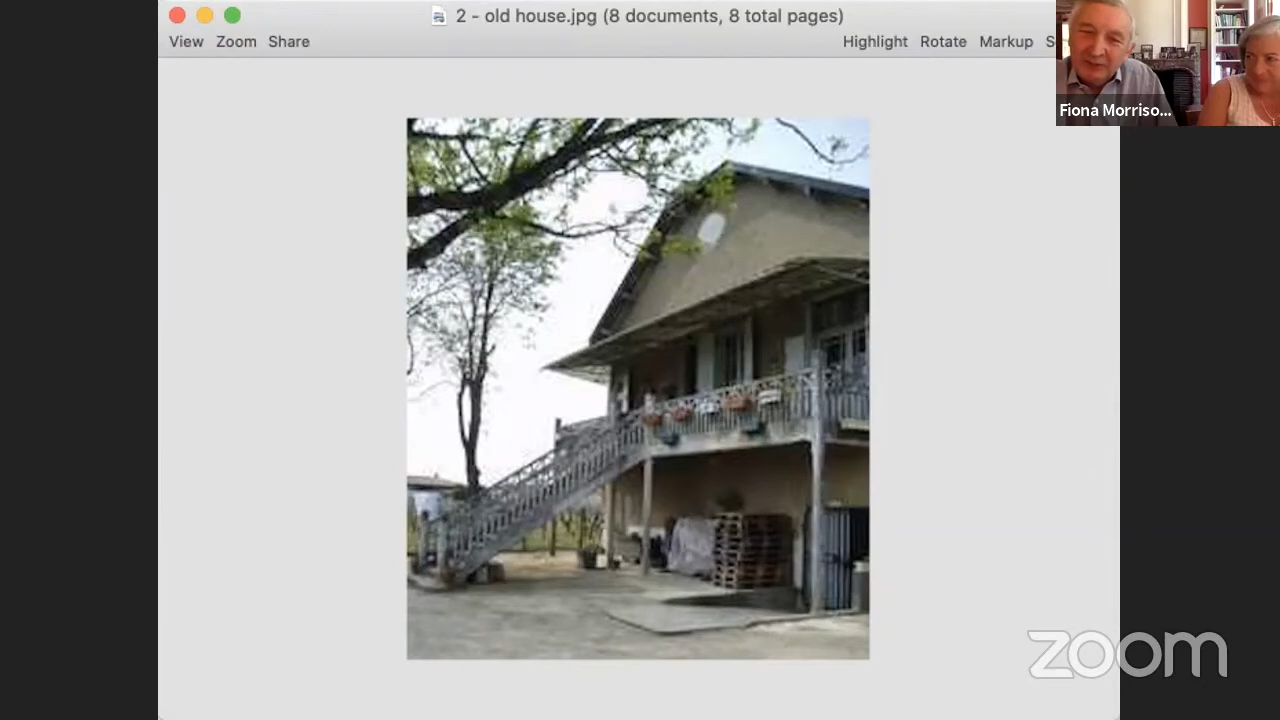 2 - old house.jpg (8 documents, 8 total pages)
View Zoom Share
Highlight Rotate Markup
Fiona Morriso...
zoom